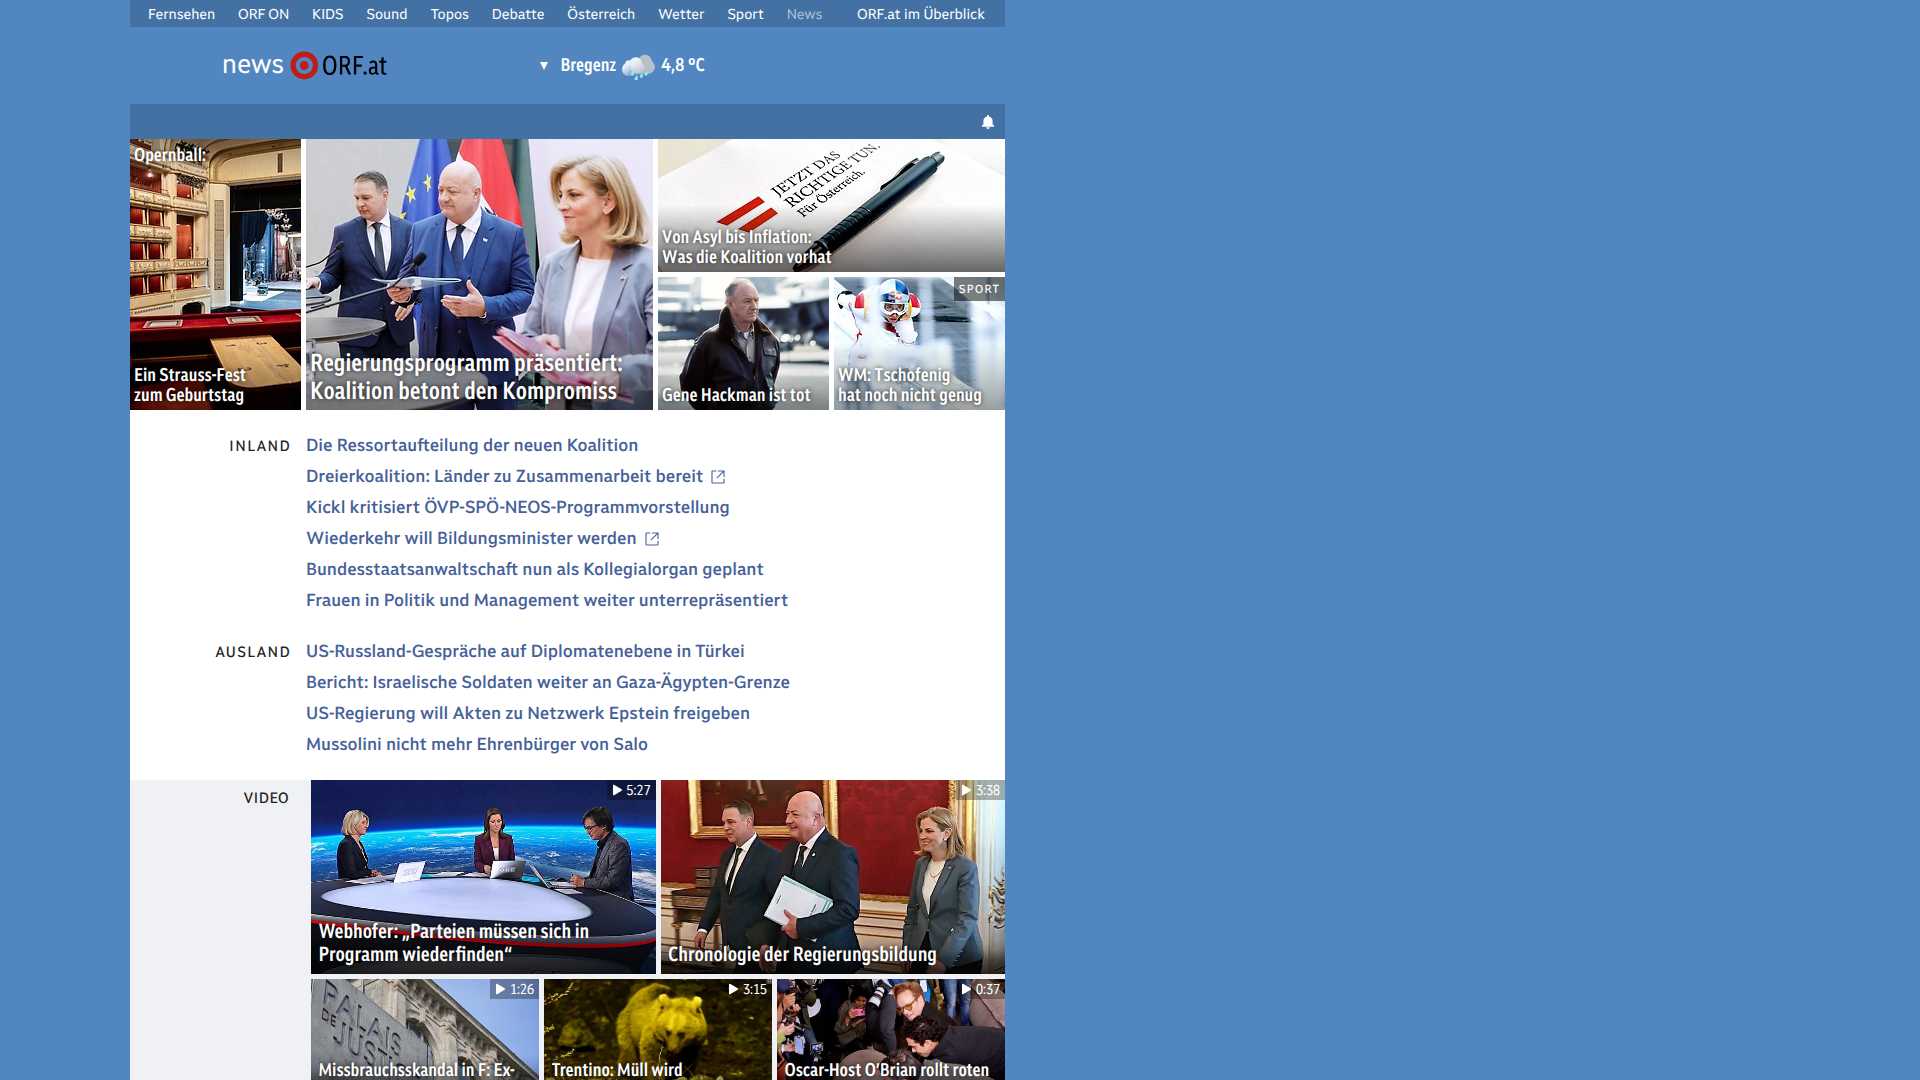 Fernsehen ORF ON KIDS Sound Topos Debatte Österreich Wetter Sport News ORF.at im Überblick
news ORF.at
Bregenz 4,8 °C
Opernball:
Ein Strauss-Fest
zum Geburtstag
Regierungsprogramm präsentiert:
Koalition betont den Kompromiss
JETZT DAS
RICHTIGE TUN.
Für Österreich.
Von Asyl bis Inflation:
Was die Koalition vorhat
Gene Hackman ist tot
SPORT
WM: Tschofenig
hat noch nicht genug
INLAND
Die Ressortaufteilung der neuen Koalition
Dreierkoalition: Länder zu Zusammenarbeit bereit
Kickl kritisiert ÖVP-SPÖ-NEOS-Programmvorstellung
Wiederkehr will Bildungsminister werden
Bundesstaatsanwaltschaft nun als Kollegialorgan geplant
Frauen in Politik und Management weiter unterrepräsentiert
AUSLAND
US-Russland-Gespräche auf Diplomatenebene in Türkei
Bericht: Israelische Soldaten weiter an Gaza-Ägypten-Grenze
US-Regierung will Akten zu Netzwerk Epstein freigeben
Mussolini nicht mehr Ehrenbürger von Salo
VIDEO
5:27
Webhofer: „Parteien müssen sich in
Programm wiederfinden“
3:38
Chronologie der Regierungsbildung
1:26
PALAIS
DE
JUST
Missbrauchsskandal in F: Ex-
3:15
Trentino: Müll wird
0:37
Oscar-Host O’Brian rollt roten